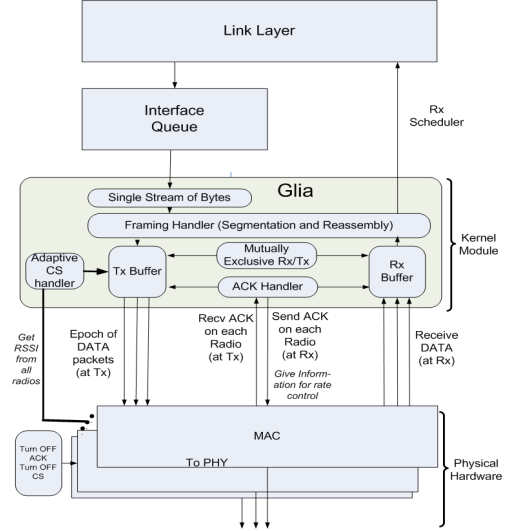 Link Layer
Interface
Queue
Rx
Scheduler
Glia
Single Stream of Bytes
Framing Handler (Segmentation and Reassembly)
Kernel
Module
Adaptive
CS
handler
Tx Buffer
Mutually
Exclusive Rx/Tx
Rx
Buffer
ACK Handler
Get
RSSI
from
all
radios
Epoch of
DATA
packets
(at Tx)
Recv ACK
on each
Radio
(at Tx)
Send ACK
on each
Radio
(at Rx)
Give Inform-
ation for rate
control
Receive
DATA
(at Rx)
MAC
Turn OFF
ACK
Turn OFF
CS
To PHY
Physical
Hardware